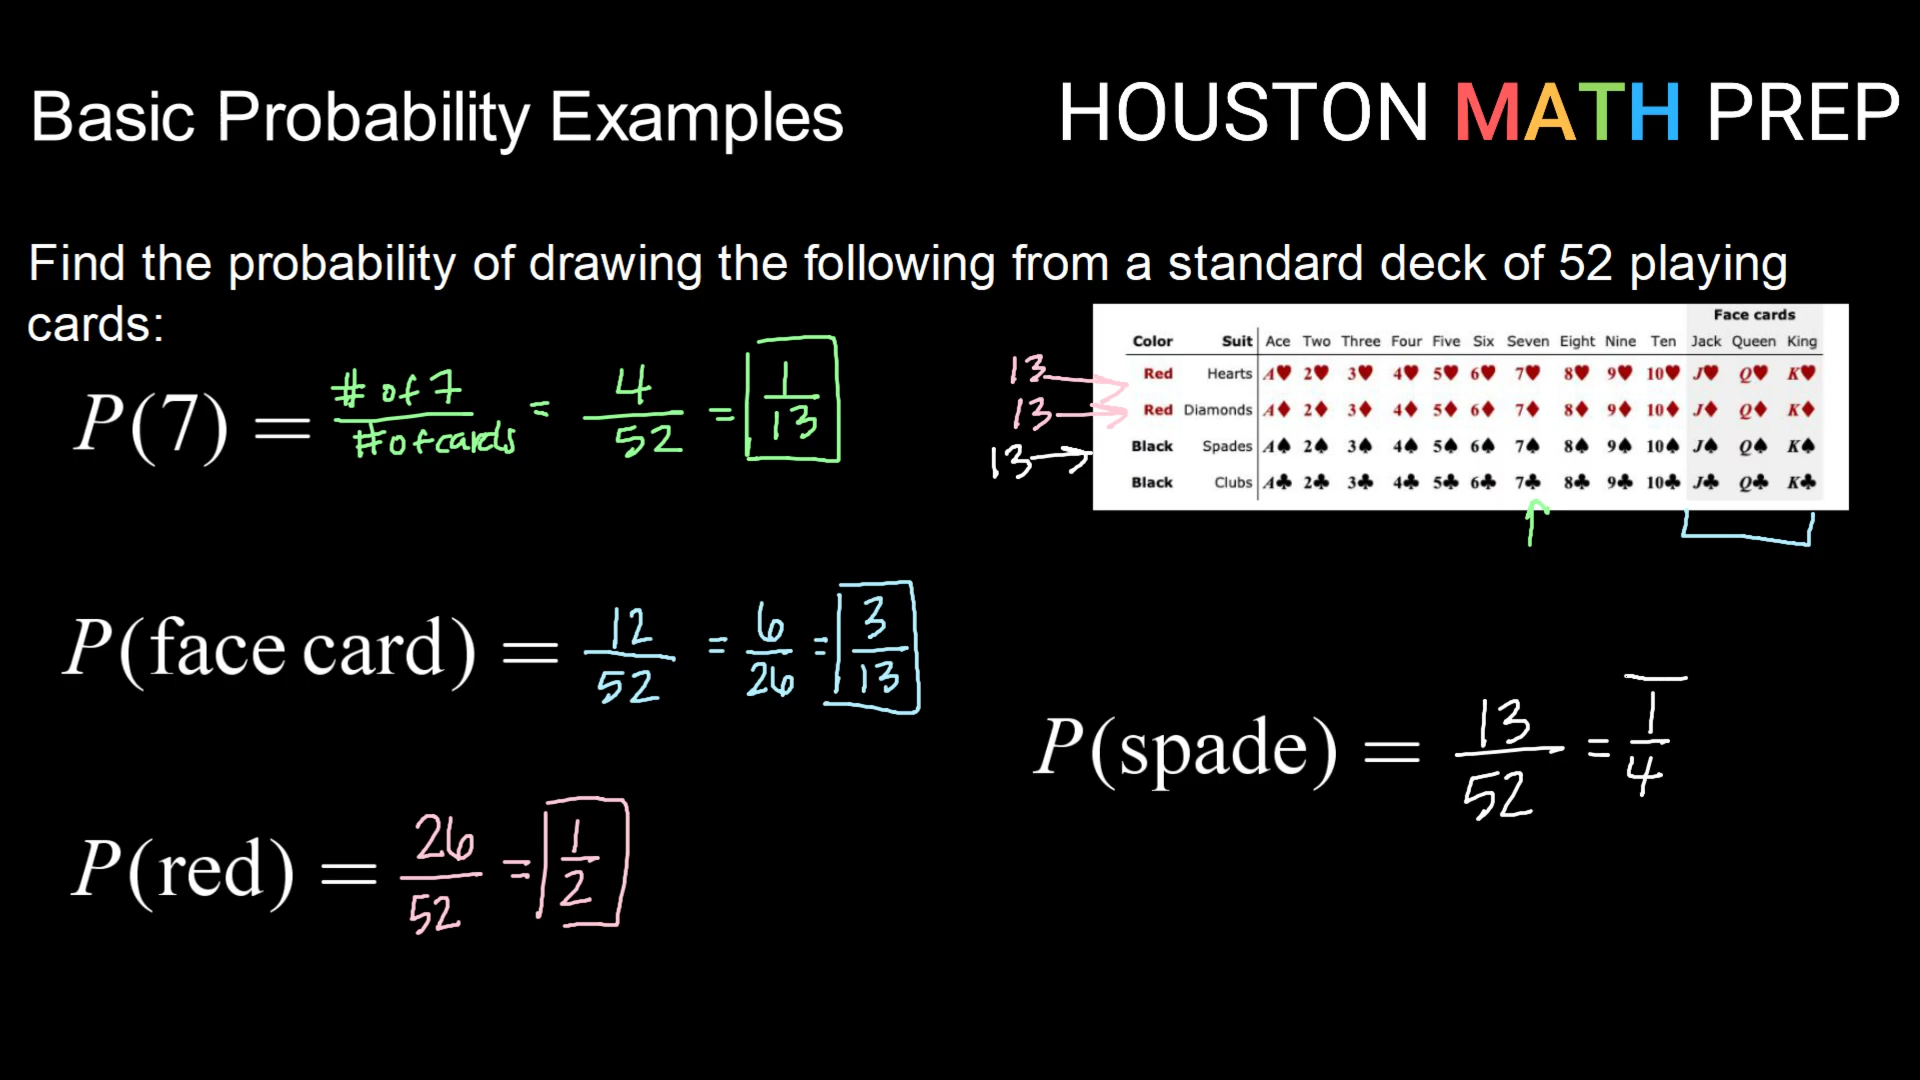 Basic Probability Examples
HOUSTON MATH PREP
Find the probability of drawing the following from a standard deck of 52 playing
cards:
P(7) = # of 7 / # of cards = 4/52 = 1/13
13
13
13
Face cards
Color Suit Ace Two Three Four Five Six Seven Eight Nine Ten Jack Queen King
Red Hearts A♥ 2♥ 3♥ 4♥ 5♥ 6♥ 7♥ 8♥ 9♥ 10♥ J♥ Q♥ K♥
Red Diamonds A♦ 2♦ 3♦ 4♦ 5♦ 6♦ 7♦ 8♦ 9♦ 10♦ J♦ Q♦ K♦
Black Spades A♠ 2♠ 3♠ 4♠ 5♠ 6♠ 7♠ 8♠ 9♠ 10♠ J♠ Q♠ K♠
Black Clubs A♣ 2♣ 3♣ 4♣ 5♣ 6♣ 7♣ 8♣ 9♣ 10♣ J♣ Q♣ K♣
P(face card) = 12/52 = 6/26 = 3/13
P(spade) = 13/52 = 1/4
P(red) = 26/52 = 1/2